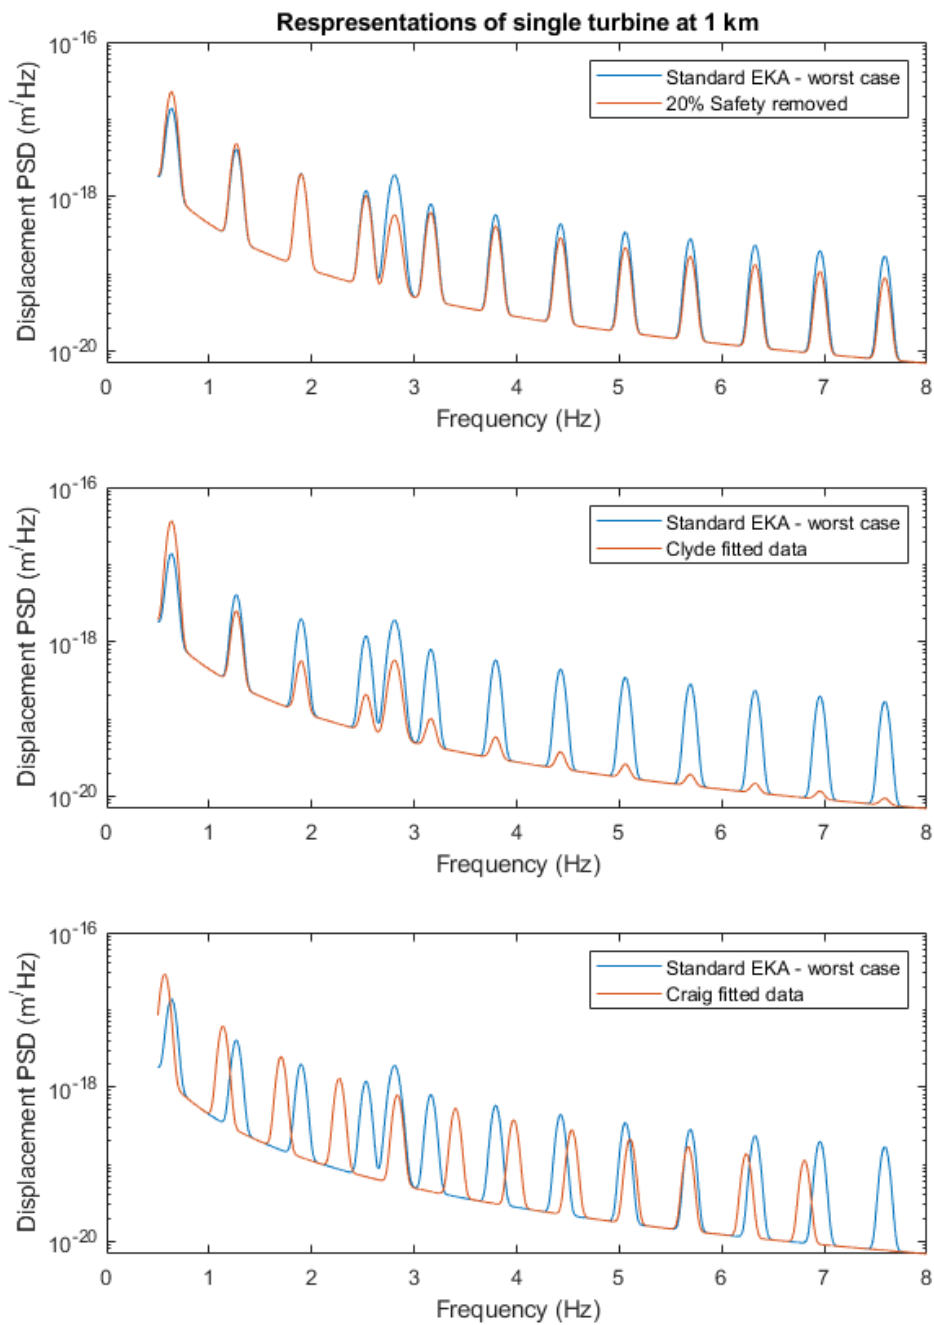 Respresentations of single turbine at 1 km
Displacement PSD (m²/Hz)
10-16
10-18
10-20
Standard EKA - worst case
20% Safety removed
0 1 2 3 4 5 6 7 8
Frequency (Hz)
Displacement PSD (m²/Hz)
10-16
10-18
10-20
Standard EKA - worst case
Clyde fitted data
0 1 2 3 4 5 6 7 8
Frequency (Hz)
Displacement PSD (m²/Hz)
10-16
10-18
10-20
Standard EKA - worst case
Craig fitted data
0 1 2 3 4 5 6 7 8
Frequency (Hz)